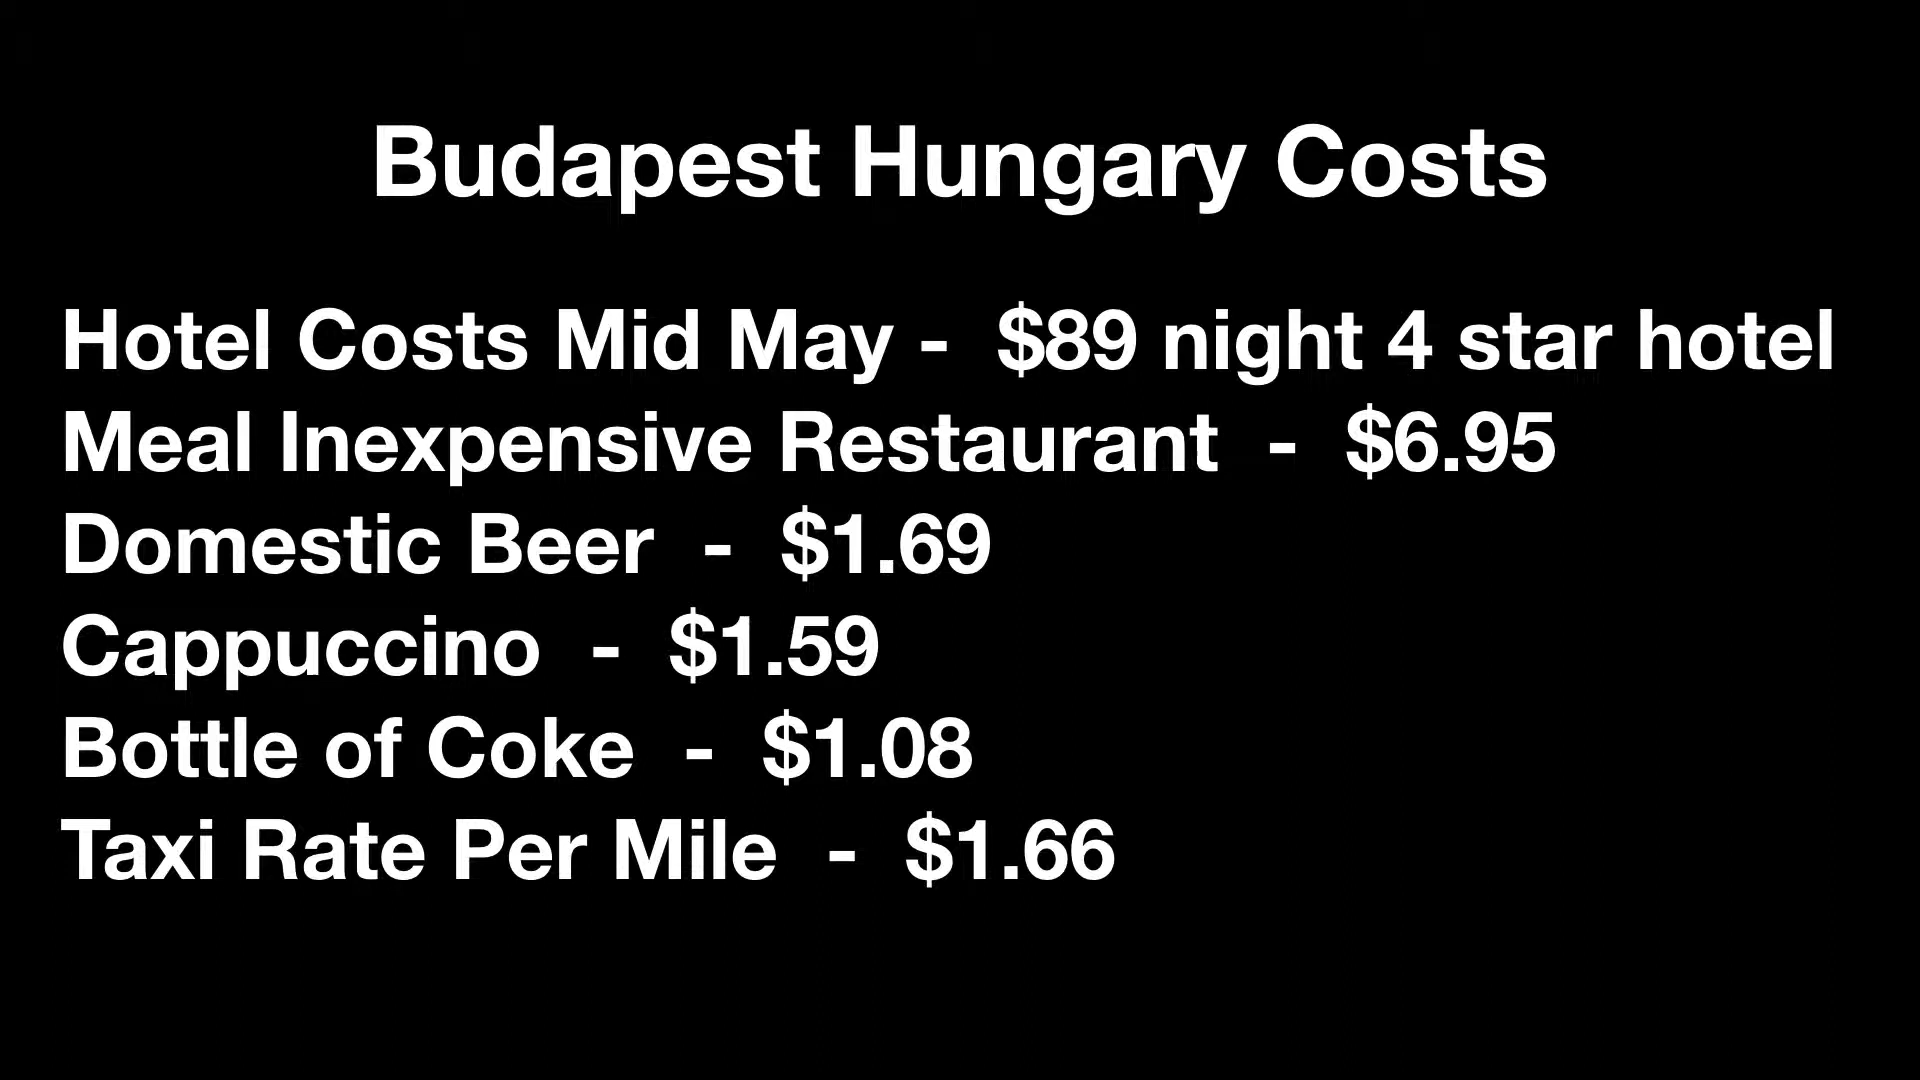 Budapest Hungary Costs
Hotel Costs Mid May - $89 night 4 star hotel
Meal Inexpensive Restaurant - $6.95
Domestic Beer - $1.69
Cappuccino - $1.59
Bottle of Coke - $1.08
Taxi Rate Per Mile - $1.66